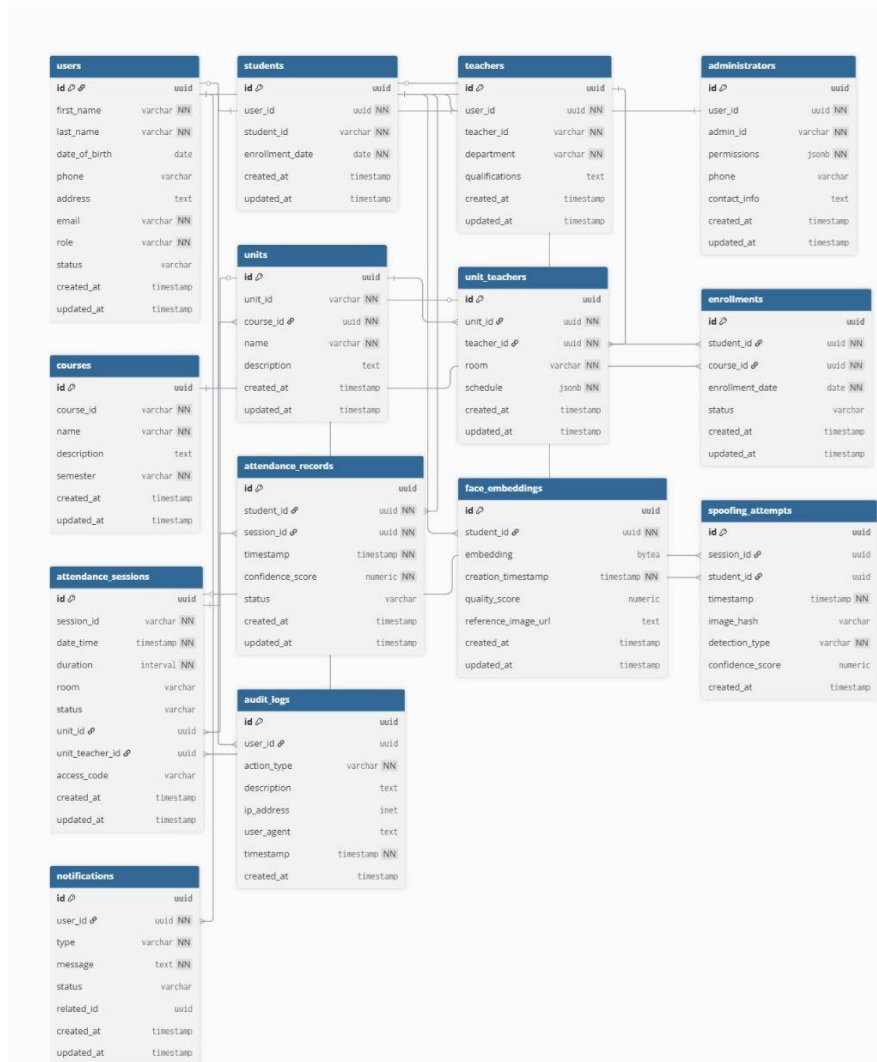 users
id uuid
first_name varchar NN
last_name varchar NN
date_of_birth date
phone varchar
address text
email varchar NN
role varchar NN
status varchar
created_at timestamp
updated_at timestamp
students
id uuid
user_id uuid NN
student_id varchar NN
enrollment_date date NN
created_at timestamp
updated_at timestamp
teachers
id uuid
user_id uuid NN
teacher_id varchar NN
department varchar NN
qualifications text
created_at timestamp
updated_at timestamp
administrators
id uuid
user_id uuid NN
admin_id varchar NN
permissions jsonb NN
phone varchar
contact_info text
created_at timestamp
updated_at timestamp
units
id uuid
unit_id varchar NN
course_id uuid NN
name varchar NN
description text
created_at timestamp
updated_at timestamp
unit_teachers
id uuid
unit_id uuid NN
teacher_id uuid NN
room varchar NN
schedule jsonb NN
created_at timestamp
updated_at timestamp
enrollments
id uuid
student_id uuid NN
course_id uuid NN
enrollment_date date NN
status varchar
created_at timestamp
updated_at timestamp
courses
id uuid
course_id varchar NN
name varchar NN
description text
semester varchar NN
created_at timestamp
updated_at timestamp
attendance_records
id uuid
student_id uuid NN
session_id uuid NN
timestamp timestamp NN
confidence_score numeric NN
status varchar
created_at timestamp
updated_at timestamp
face_embeddings
id uuid
student_id uuid NN
embedding bytea
creation_timestamp timestamp NN
quality_score numeric
reference_image_url text
created_at timestamp
updated_at timestamp
spoofing_attempts
id uuid
session_id uuid
student_id uuid
timestamp timestamp NN
image_hash varchar
detection_type varchar NN
confidence_score numeric
created_at timestamp
attendance_sessions
id uuid
session_id varchar NN
date_time timestamp NN
duration interval NN
room varchar
status varchar
unit_id uuid
unit_teacher_id uuid
access_code varchar
created_at timestamp
updated_at timestamp
audit_logs
id uuid
user_id uuid
action_type varchar NN
description text
ip_address inet
user_agent text
timestamp timestamp NN
created_at timestamp
notifications
id uuid
user_id uuid NN
type varchar NN
message text NN
status varchar
related_id uuid
created_at timestamp
updated_at timestamp